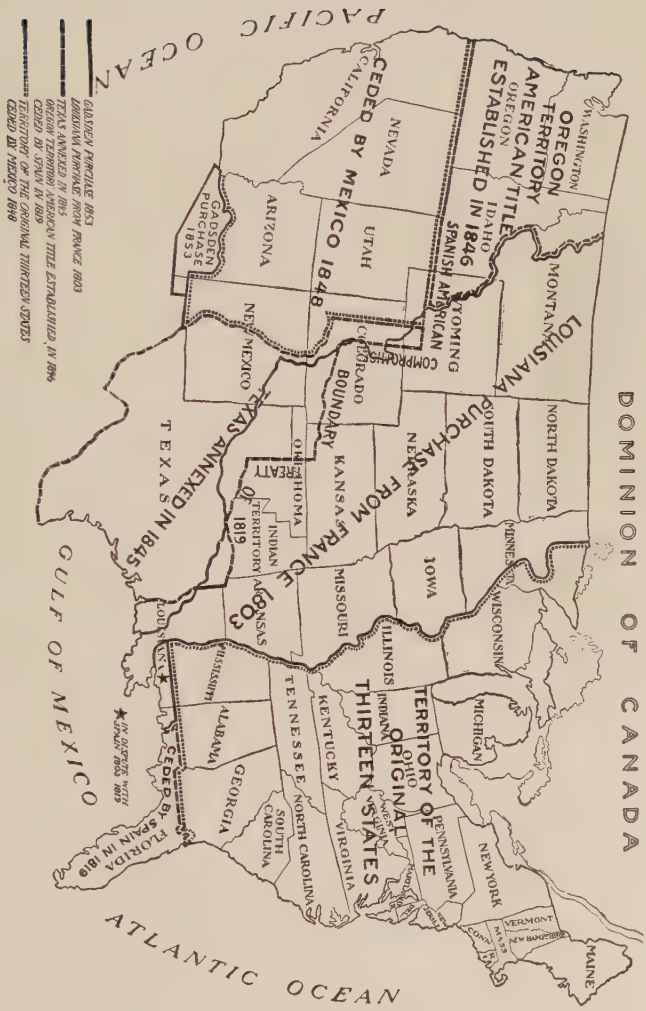 DOMINION OF CANADA
PACIFIC OCEAN
OREGON
TERRITORY
AMERICAN TITLE
ESTABLISHED IN 1846
WASHINGTON
OREGON
IDAHO
MONTANA
NORTH DAKOTA
SOUTH DAKOTA
MINNESOTA
WISCONSIN
MICHIGAN
WYOMING
SPANISH AMERICAN
COMPROMIS
BOUNDARY
TREATY
OF
1819
LOUISIANA PURCHASE FROM FRANCE 1803
CEDED BY MEXICO 1848
CALIFORNIA
NEVADA
UTAH
ARIZONA
COLORADO
NEW MEXICO
NEBRASKA
KANSAS
OKLAHOMA
INDIAN
TERRITORY
IOWA
MISSOURI
ARKANSAS
LOUISIANA ★
GADSDEN
PURCHASE
1853
TEXAS ANNEXED IN 1845
TEXAS
TERRITORY OF THE
ORIGINAL
THIRTEEN STATES
ILLINOIS
INDIANA
OHIO
KENTUCKY
TENNESSEE
MISSISSIPPI
ALABAMA
GEORGIA
SOUTH
CAROLINA
NORTH CAROLINA
VIRGINIA
WEST
VIRGINIA
PENNSYLVANIA
NEW YORK
NEW
JERSEY
VERMONT
NEW HAMPSHIRE
MASS
CONN
R.I.
MAINE
FLORIDA
CEDED BY
SPAIN IN 1819
★ IN DISPUTE WITH
SPAIN 1803 1819
GULF OF MEXICO
ATLANTIC OCEAN
GADSDEN PURCHASE 1853
LOUISIANA PURCHASE FROM FRANCE 1803
TEXAS ANNEXED IN 1845
OREGON TERRITORY AMERICAN TITLE ESTABLISHED IN 1846
CEDED BY SPAIN IN 1819
TERRITORY OF THE ORIGINAL THIRTEEN STATES
CEDED BY MEXICO 1848